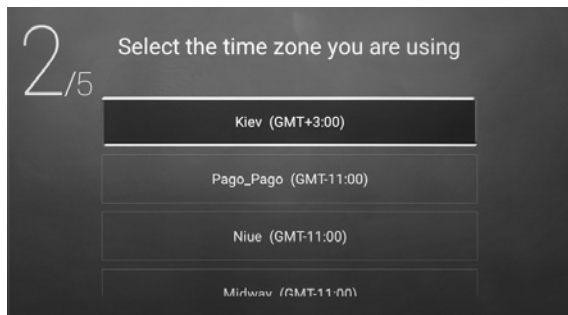 2/5
Select the time zone you are using
Kiev (GMT+3:00)
Pago_Pago (GMT-11:00)
Niue (GMT-11:00)
Midway (GMT-11:00)